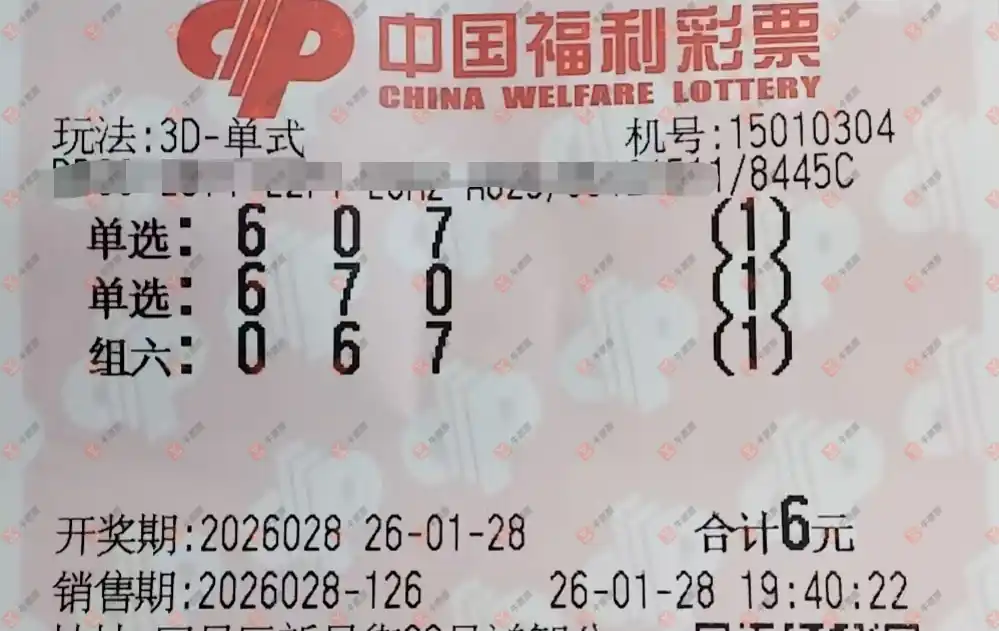 中国福利彩票
CHINA WELFARE LOTTERY
玩法:3D-单式 机号:15010304
1/8445C
单选: 6 0 7 (1)
单选: 6 7 0 (1)
组六: 0 6 7 (1)
开奖期:2026028 26-01-28 合计6元
销售期:2026028-126 26-01-28 19:40:22